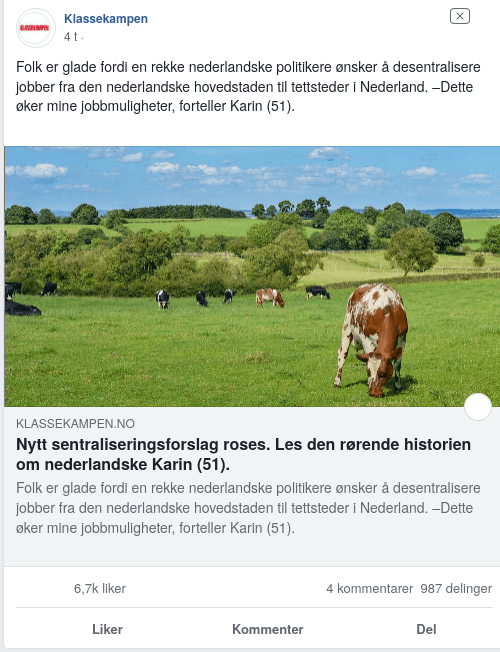 KLASSEKAMPEN
Klassekampen
4 t ·
Folk er glade fordi en rekke nederlandske politikere ønsker å desentralisere
jobber fra den nederlandske hovedstaden til tettsteder i Nederland. –Dette
øker mine jobbmuligheter, forteller Karin (51).
KLASSEKAMPEN.NO
Nytt sentraliseringsforslag roses. Les den rørende historien
om nederlandske Karin (51).
Folk er glade fordi en rekke nederlandske politikere ønsker å desentralisere
jobber fra den nederlandske hovedstaden til tettsteder i Nederland. –Dette
øker mine jobbmuligheter, forteller Karin (51).
6,7k liker 4 kommentarer 987 delinger
Liker Kommenter Del